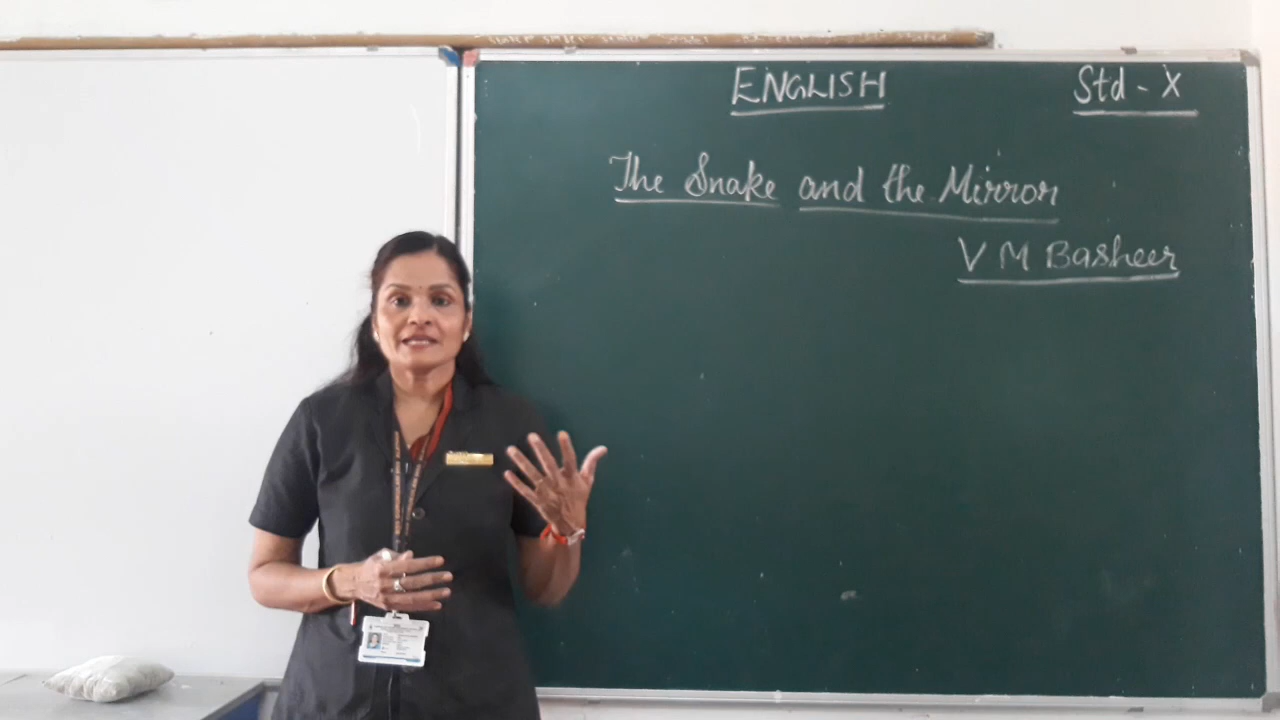 ENGLISH
Std - X
The Snake and the Mirror
V M Basheer